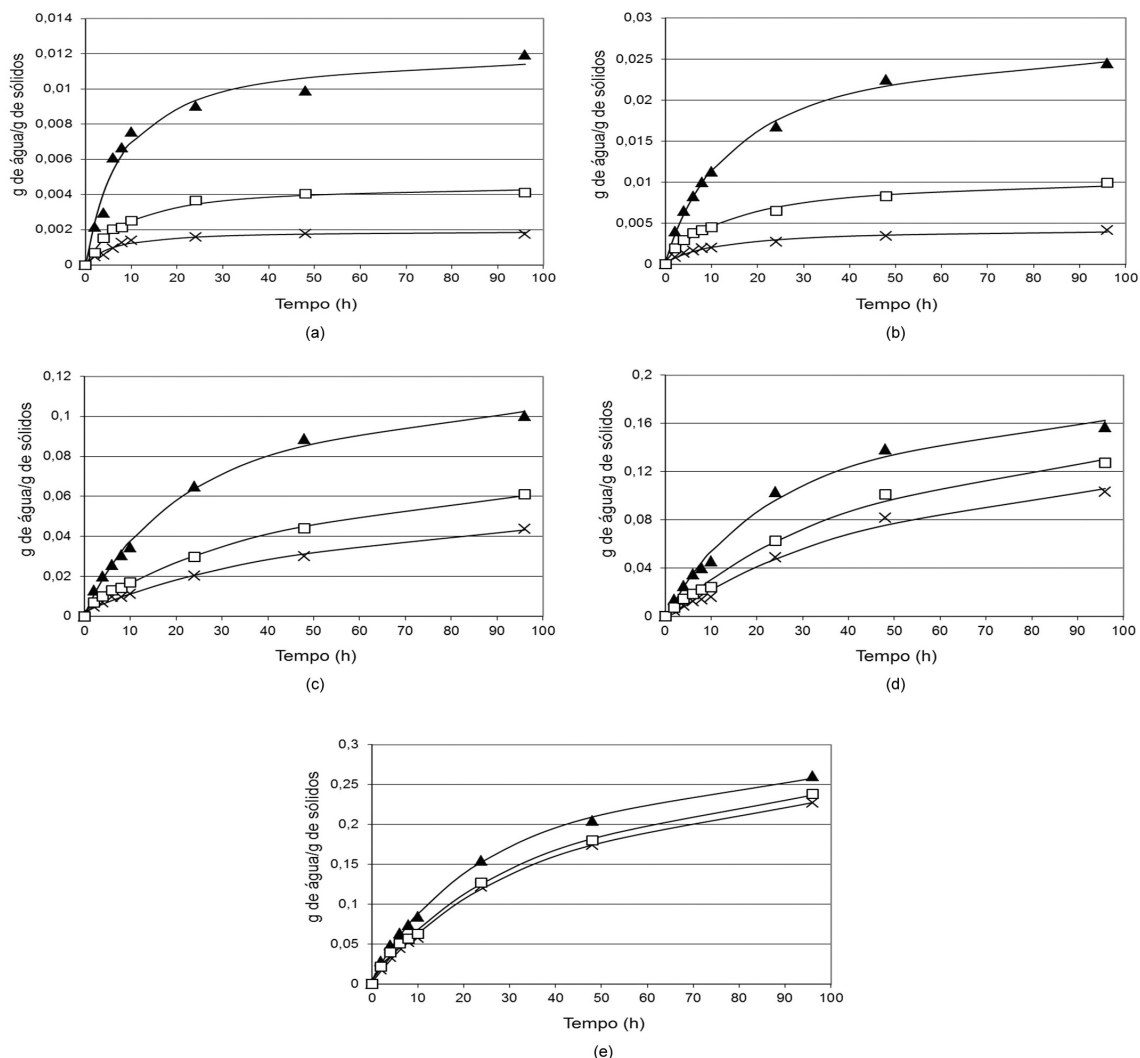 g de água/g de sólidos
0,014
0,012
0,01
0,008
0,006
0,004
0,002
0
0 10 20 30 40 50 60 70 80 90 100
Tempo (h)
(a)
g de água/g de sólidos
0,03
0,025
0,02
0,015
0,01
0,005
0
0 10 20 30 40 50 60 70 80 90 100
Tempo (h)
(b)
g de água/g de sólidos
0,12
0,1
0,08
0,06
0,04
0,02
0
0 10 20 30 40 50 60 70 80 90 100
Tempo (h)
(c)
g de água/g de sólidos
0,2
0,16
0,12
0,08
0,04
0
0 10 20 30 40 50 60 70 80 90 100
Tempo (h)
(d)
g de água/g de sólidos
0,3
0,25
0,2
0,15
0,1
0,05
0
0 10 20 30 40 50 60 70 80 90 100
Tempo (h)
(e)